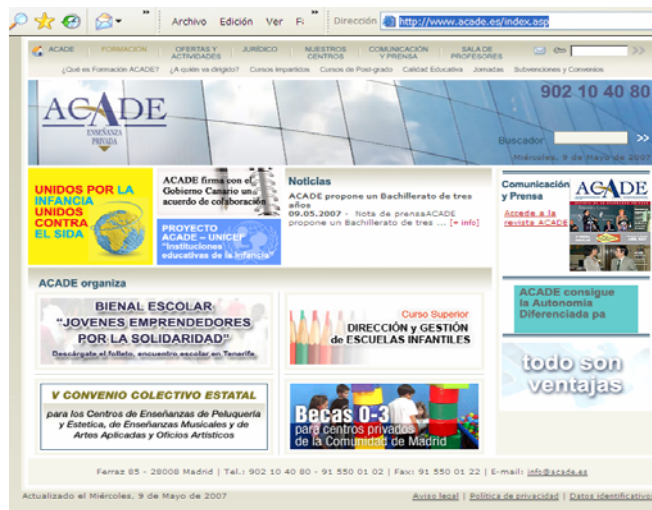 Archivo Edición Ver
Dirección http://www.acade.es/index.asp
ACADE FORMACIÓN OFERTAS Y ACTIVIDADES JURÍDICO NUESTROS CENTROS COMUNICACIÓN Y PRENSA SALA DE PROFESORES
¿Qué es Formación ACADE? ¿A quién va dirigido? Cursos Impartidos Cursos de Post-grado Calidad Educativa Jornadas Subvenciones y Convenios
902 10 40 80
ACADE
ENSEÑANZA
PRIVADA
Buscador
Miércoles, 9 de Mayo de 2007
UNIDOS POR LA
INFANCIA
UNIDOS
CONTRA
EL SIDA
ACADE firma con el
Gobierno Canario un
acuerdo de colaboración
PROYECTO
ACADE – UNICEF
"Instituciones
educativas de la Infancia"
Noticias
ACADE propone un Bachillerato de tres
años
09.05.2007 - Nota de prensaACADE
propone un Bachillerato de tres ... [+ info]
Comunicación
y Prensa
Accede a la
revista ACADE
ACADE
ACADE consigue
la Autonomia
Diferenciada pa
todo son
ventajas
ACADE organiza
BIENAL ESCOLAR
"JOVENES EMPRENDEDORES
POR LA SOLIDARIDAD"
Descárgate el folleto, encuentro escolar en Tenerife
Curso Superior
DIRECCIÓN y GESTIÓN
de ESCUELAS INFANTILES
V CONVENIO COLECTIVO ESTATAL
para los Centros de Enseñanzas de Peluquería
y Estetica, de Enseñanzas Musicales y de
Artes Aplicadas y Oficios Artísticos
Becas 0-3
para centros privados
de la Comunidad de Madrid
Ferraz 85 - 28008 Madrid | Tel.: 902 10 40 80 - 91 550 01 02 | Fax: 91 550 01 22 | E-mail: info@acade.es
Actualizado el Miércoles, 9 de Mayo de 2007
Aviso legal | Política de privacidad | Datos identificativos